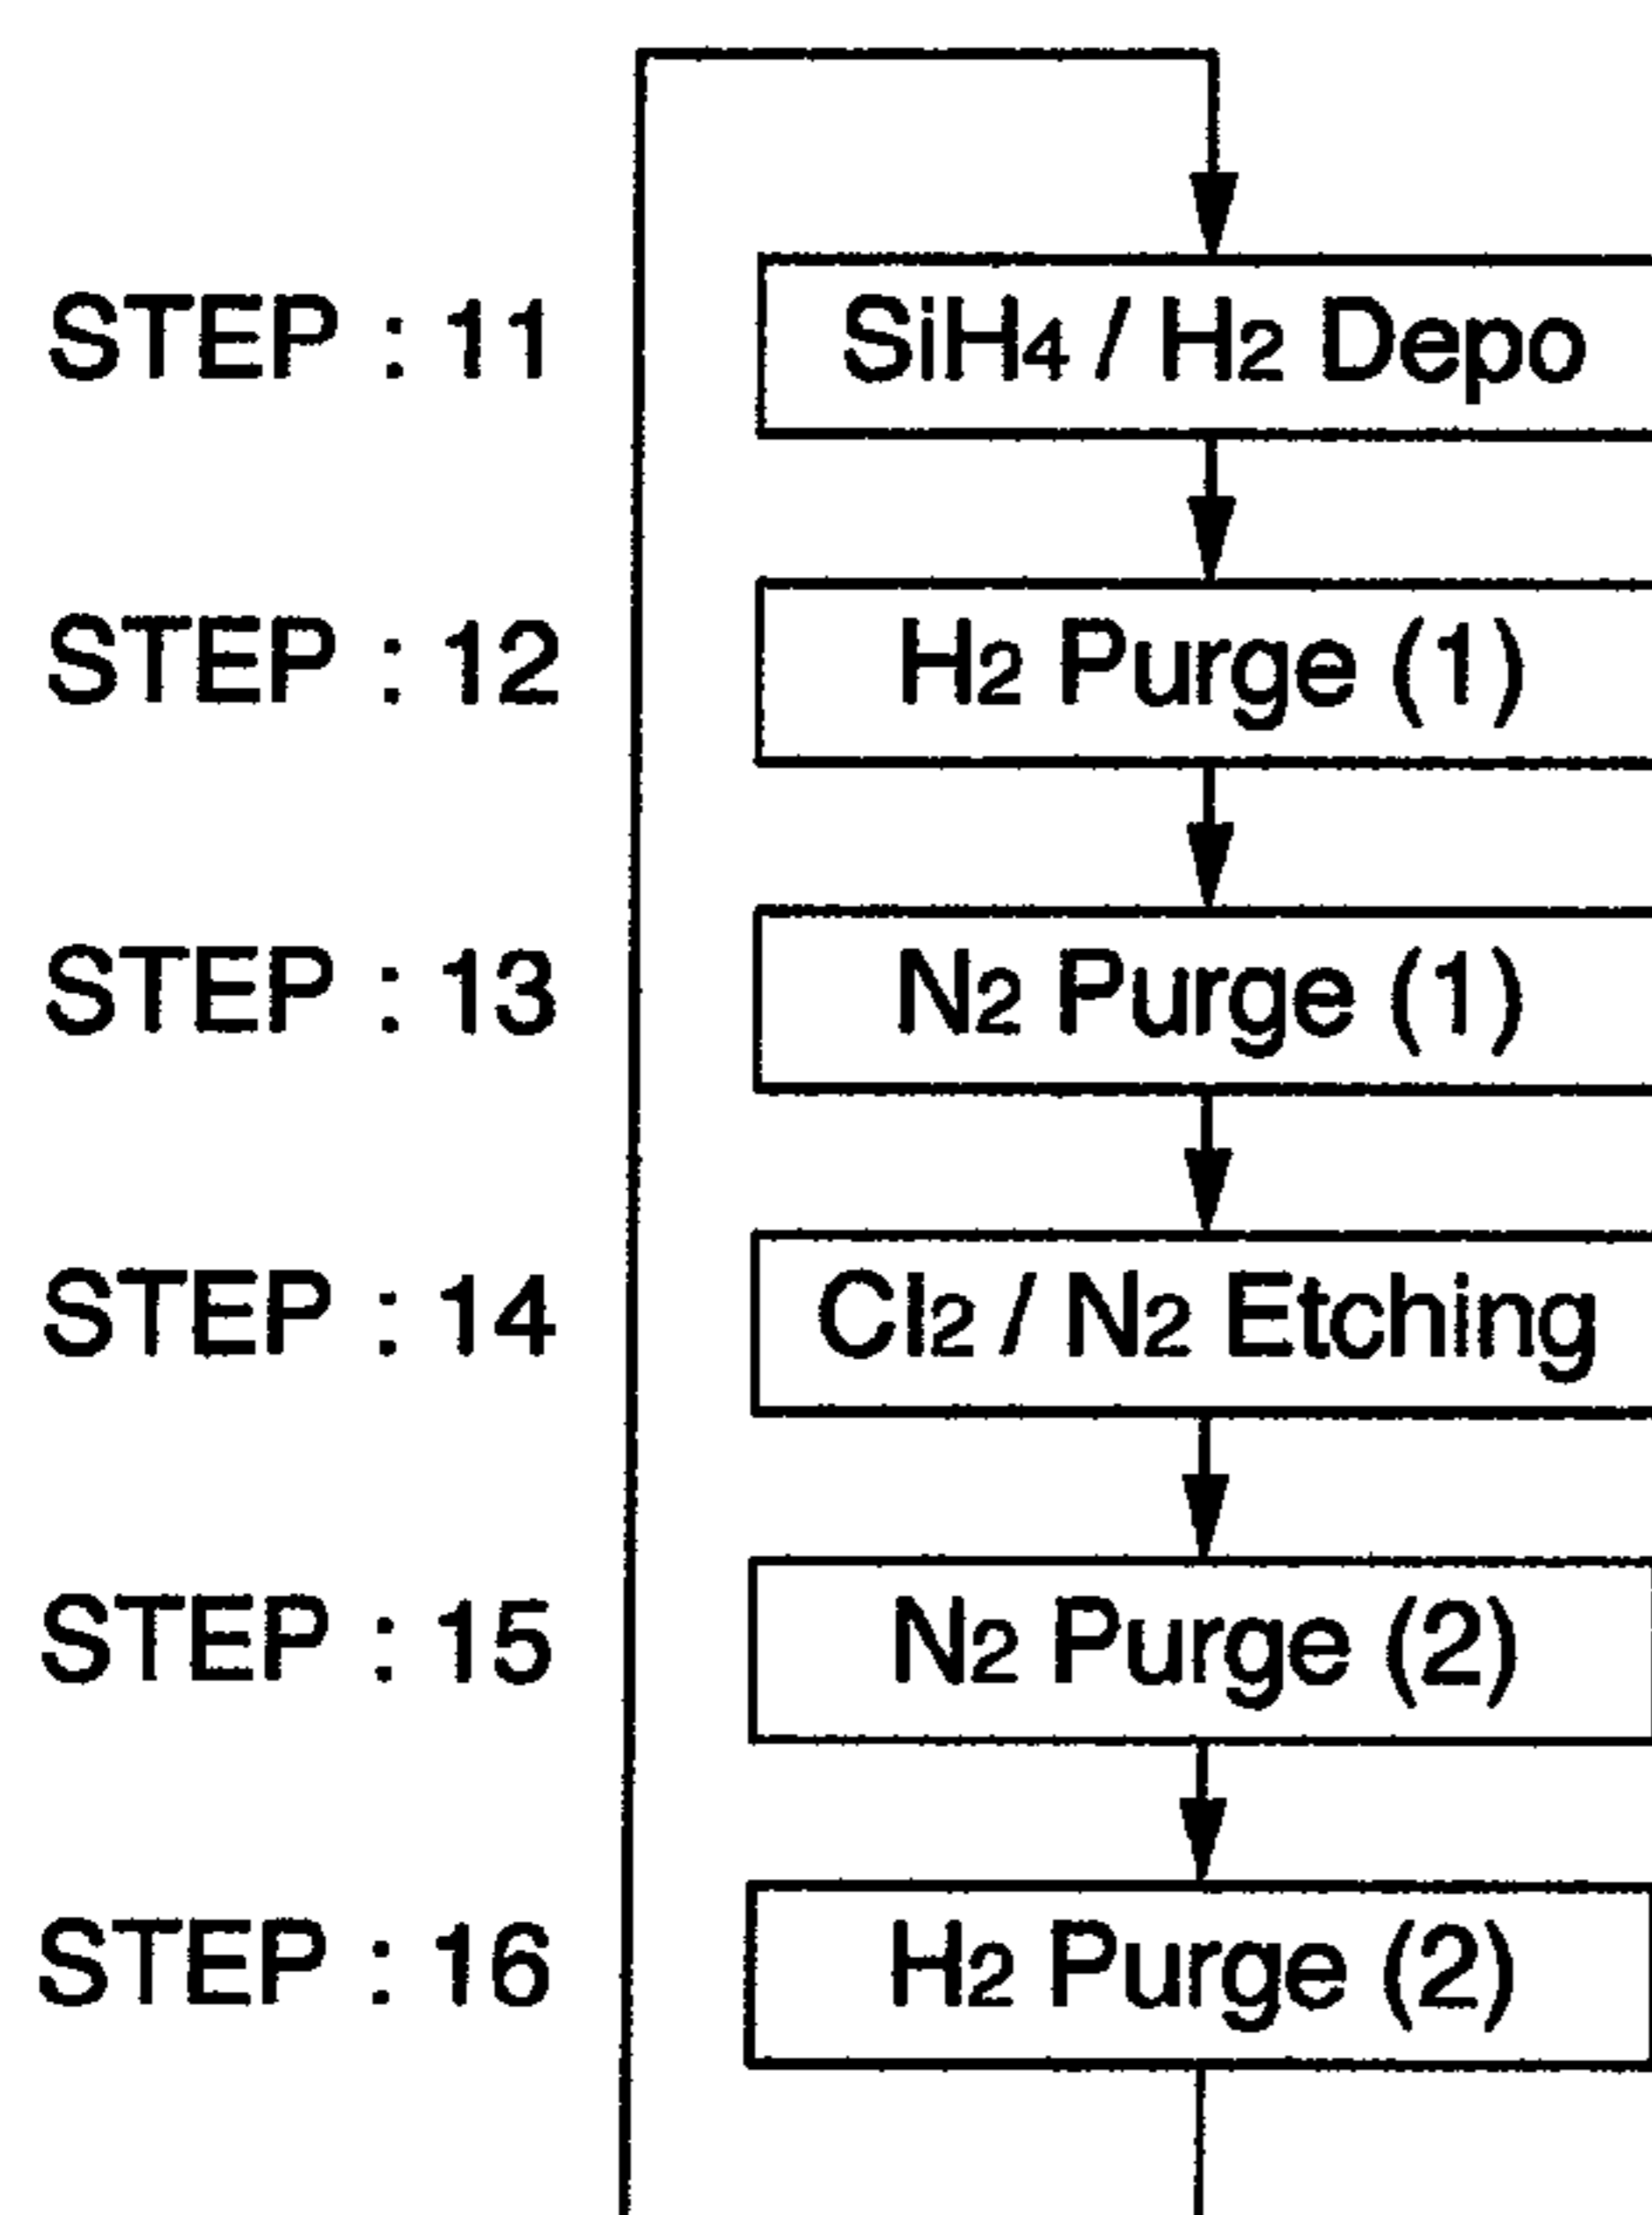 STEP : 11 SiH4 / H2 Depo
STEP : 12 H2 Purge (1)
STEP : 13 N2 Purge (1)
STEP : 14 Cl2 / N2 Etching
STEP : 15 N2 Purge (2)
STEP : 16 H2 Purge (2)